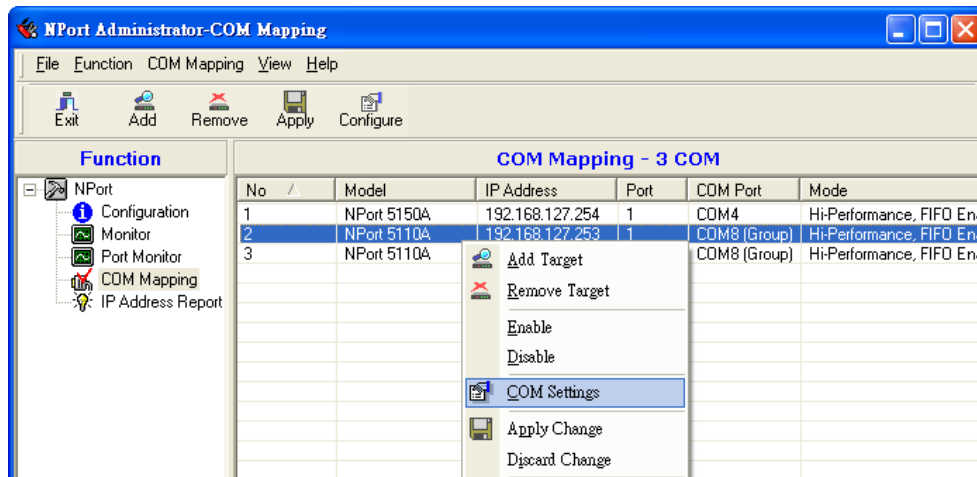 NPort Administrator-COM Mapping
File Function COM Mapping View Help
Exit Add Remove Apply Configure
Function
COM Mapping - 3 COM
NPort
Configuration
Monitor
Port Monitor
COM Mapping
IP Address Report
No Model IP Address Port COM Port Mode
1 NPort 5150A 192.168.127.254 1 COM4 Hi-Performance, FIFO En
2 NPort 5110A 192.168.127.253 1 COM8 (Group) Hi-Performance, FIFO En
3 NPort 5110A COM8 (Group) Hi-Performance, FIFO En
Add Target
Remove Target
Enable
Disable
COM Settings
Apply Change
Discard Change